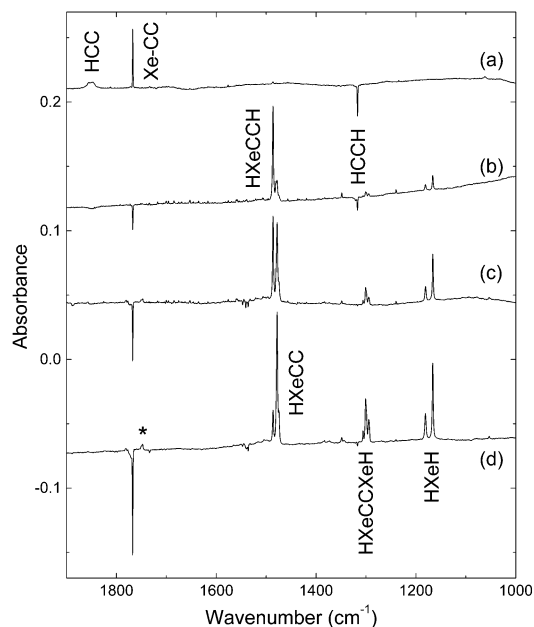 HCC
Xe-CC
(a)
0.2
HXeCCH
HCCH
(b)
0.1
(c)
Absorbance
0.0
HXeCC
*
(d)
-0.1
HXeCCXeH
HXeH
1800
1600
1400
1200
1000
Wavenumber (cm⁻¹)